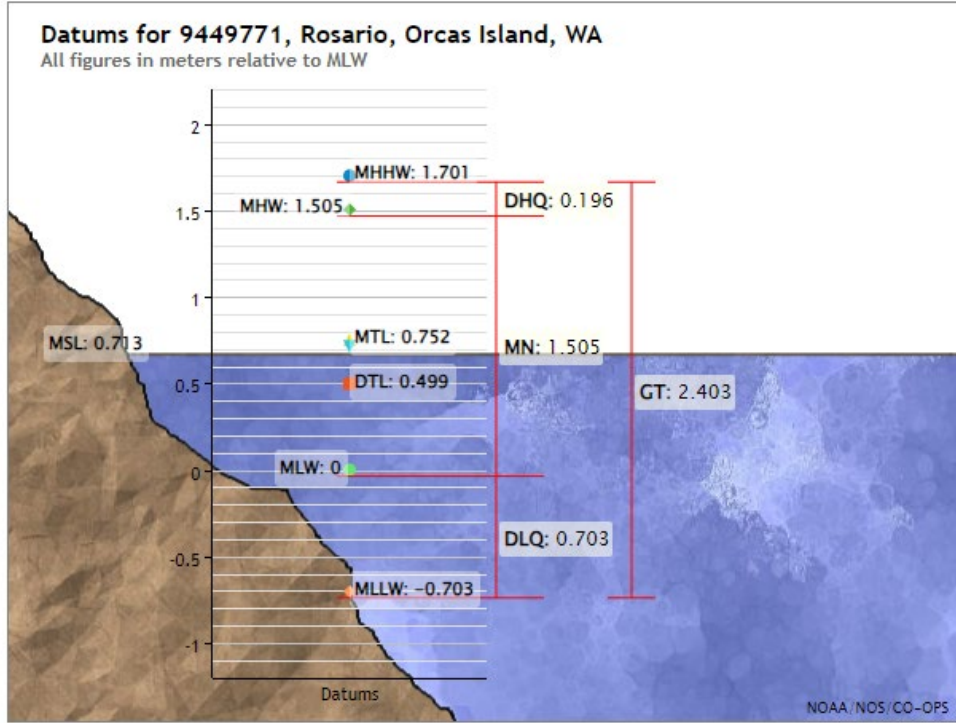 Datums for 9449771, Rosario, Orcas Island, WA
All figures in meters relative to MLW
2
MHHW: 1.701
DHQ: 0.196
MHW: 1.505
1.5
1
MSL: 0.713
MTL: 0.752
MN: 1.505
0.5
DTL: 0.499
GT: 2.403
MLW: 0
0
DLQ: 0.703
-0.5
MLLW: -0.703
-1
Datums
NOAA/NOS/CO-OPS